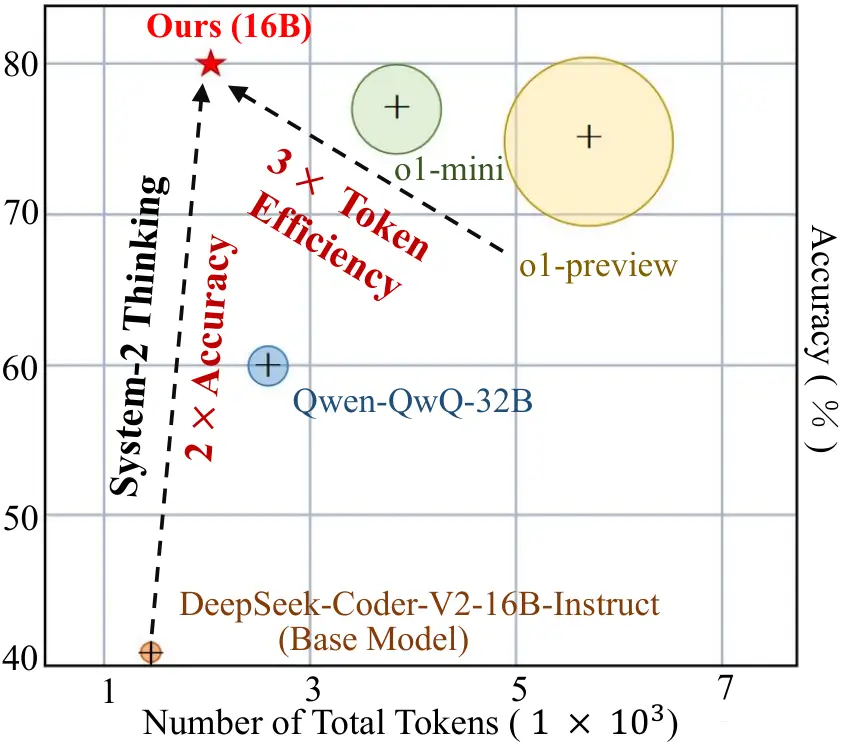 Ours (16B)
80
70
60
50
40
o1-mini
o1-preview
3 × Token
Efficiency
System-2 Thinking
2 × Accuracy
Qwen-QwQ-32B
DeepSeek-Coder-V2-16B-Instruct
(Base Model)
Accuracy ( % )
1 3 5 7
Number of Total Tokens ( 1 × 10³)